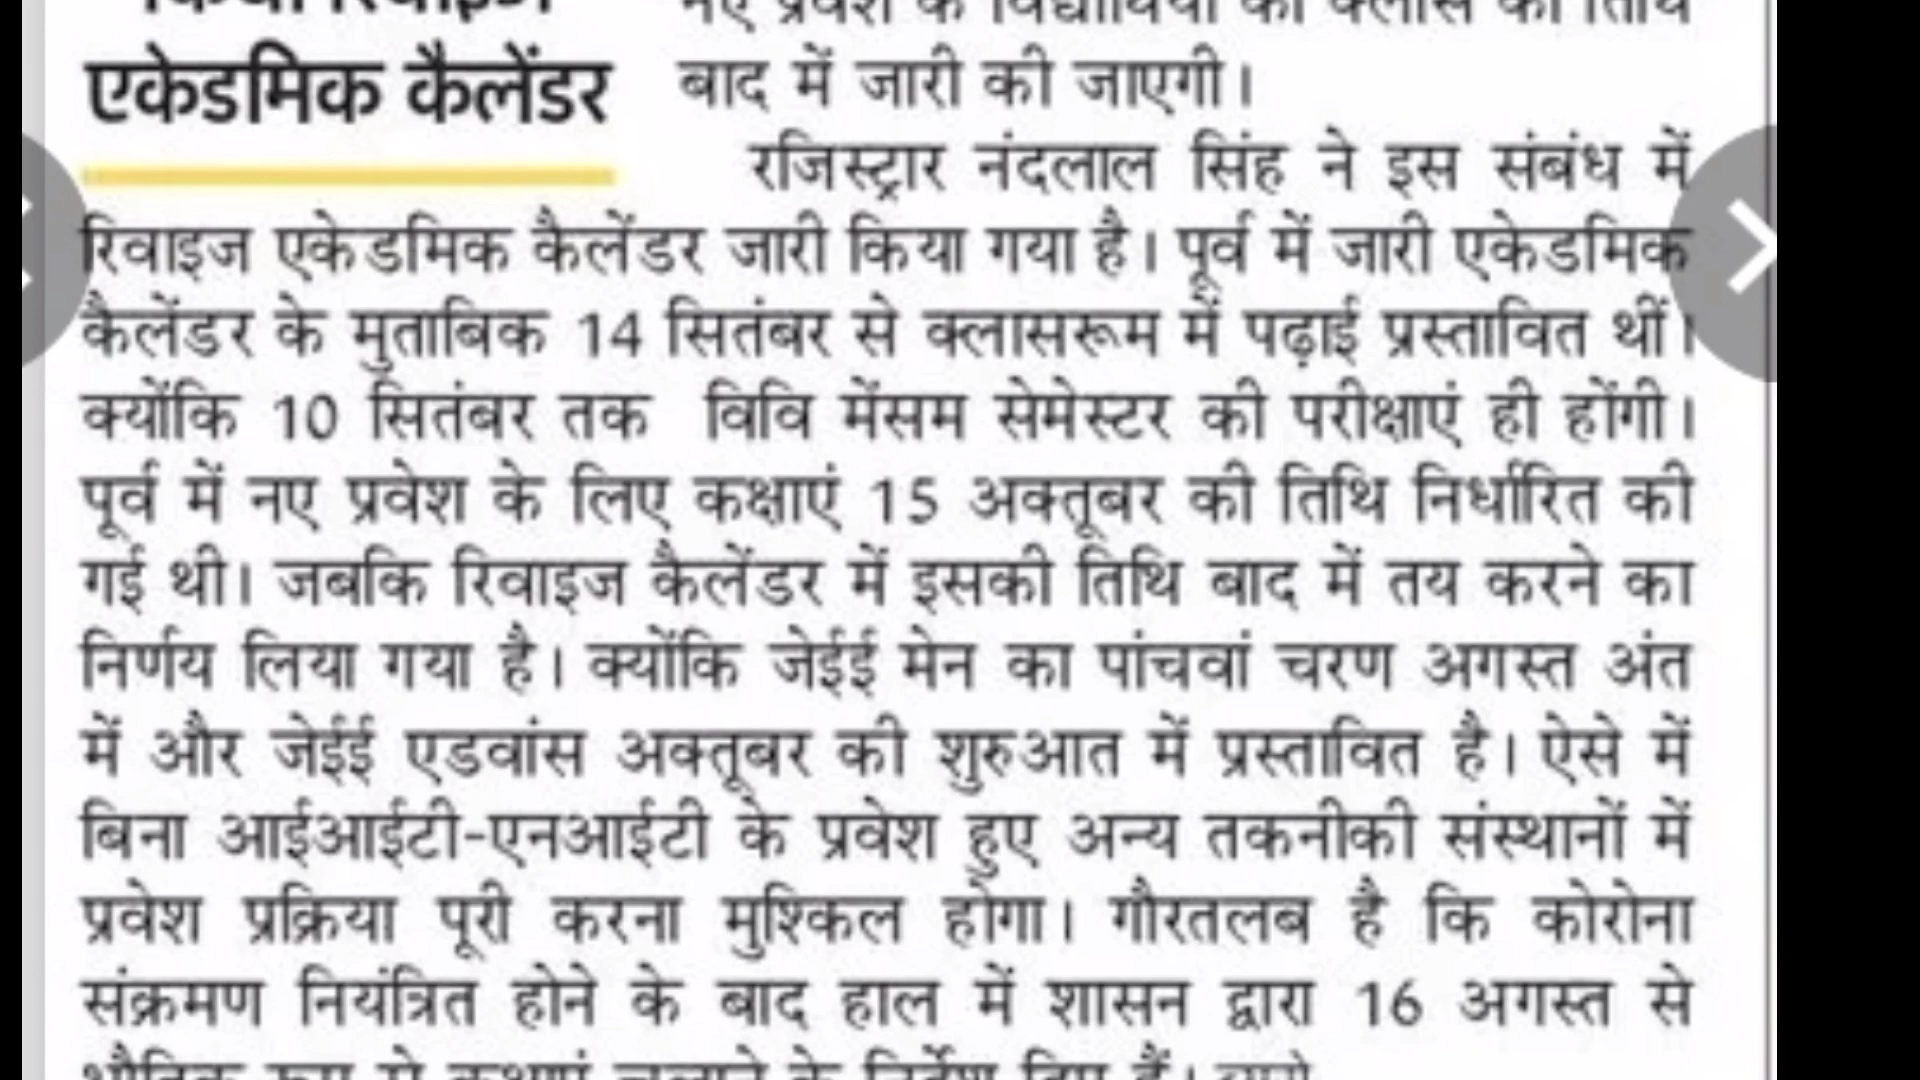 एकेडमिक कैलेंडर
नए प्रवेश के विद्यार्थियों की क्लास की तिथि
बाद में जारी की जाएगी।
रजिस्ट्रार नंदलाल सिंह ने इस संबंध में
रिवाइज एकेडमिक कैलेंडर जारी किया गया है। पूर्व में जारी एकेडमिक
कैलेंडर के मुताबिक 14 सितंबर से क्लासरूम में पढ़ाई प्रस्तावित थीं।
क्योंकि 10 सितंबर तक विवि मेंसम सेमेस्टर की परीक्षाएं ही होंगी।
पूर्व में नए प्रवेश के लिए कक्षाएं 15 अक्तूबर की तिथि निर्धारित की
गई थी। जबकि रिवाइज कैलेंडर में इसकी तिथि बाद में तय करने का
निर्णय लिया गया है। क्योंकि जेईई मेन का पांचवां चरण अगस्त अंत
में और जेईई एडवांस अक्तूबर की शुरुआत में प्रस्तावित है। ऐसे में
बिना आईआईटी-एनआईटी के प्रवेश हुए अन्य तकनीकी संस्थानों में
प्रवेश प्रक्रिया पूरी करना मुश्किल होगा। गौरतलब है कि कोरोना
संक्रमण नियंत्रित होने के बाद हाल में शासन द्वारा 16 अगस्त से
के निर्देश दिए हैं।